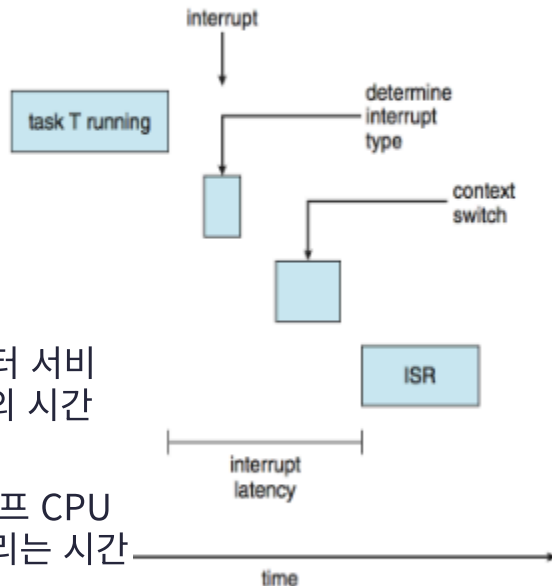 interrupt
task T running
determine
interrupt
type
context
switch
터 서비
의 시간
ISR
interrupt
latency
프 CPU
리는 시간
time